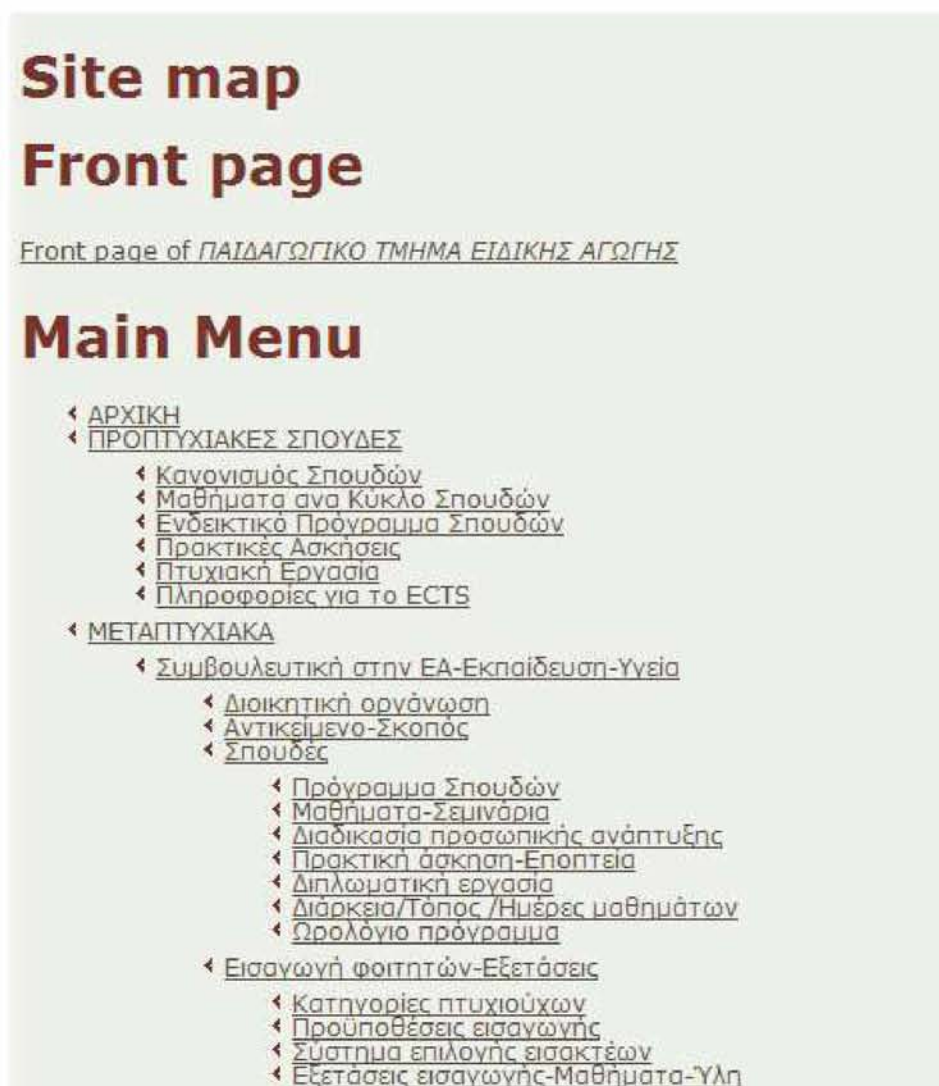 Site map
Front page
Front page of ΠΑΙΔΑΓΩΓΙΚΟ ΤΜΗΜΑ ΕΙΔΙΚΗΣ ΑΓΩΓΗΣ
Main Menu
ΑΡΧΙΚΗ
ΠΡΟΠΤΥΧΙΑΚΕΣ ΣΠΟΥΔΕΣ
Κανονισμός Σπουδών
Μαθήματα ανα Κύκλο Σπουδών
Ενδεικτικό Πρόγραμμα Σπουδών
Πρακτικές Ασκήσεις
Πτυχιακή Εργασία
Πληροφορίες για το ECTS
ΜΕΤΑΠΤΥΧΙΑΚΑ
Συμβουλευτική στην ΕΑ-Εκπαίδευση-Υγεία
Διοικητική οργάνωση
Αντικείμενο-Σκοπός
Σπουδές
Πρόγραμμα Σπουδών
Μαθήματα-Σεμινάρια
Διαδικασία προσωπικής ανάπτυξης
Πρακτική άσκηση-Εποπτεία
Διπλωματική εργασία
Διάρκεια/Τόπος /Ημέρες μαθημάτων
Ωρολόγιο πρόγραμμα
Εισαγωγή φοιτητών-Εξετάσεις
Κατηγορίες πτυχιούχων
Προϋποθέσεις εισαγωγής
Σύστημα επιλογής εισακτέων
Εξετάσεις εισαγωγής-Μαθήματα-Ύλη